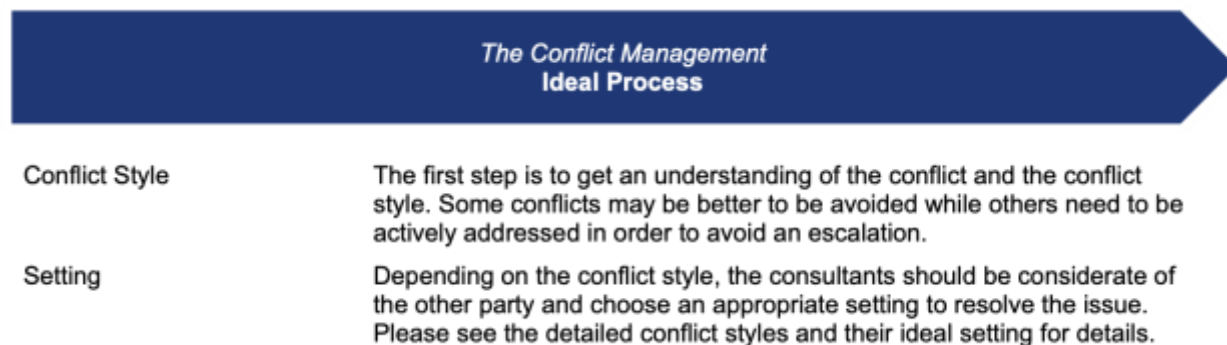 The Conflict Management
Ideal Process
Conflict Style
The first step is to get an understanding of the conflict and the conflict
style. Some conflicts may be better to be avoided while others need to be
actively addressed in order to avoid an escalation.
Setting
Depending on the conflict style, the consultants should be considerate of
the other party and choose an appropriate setting to resolve the issue.
Please see the detailed conflict styles and their ideal setting for details.